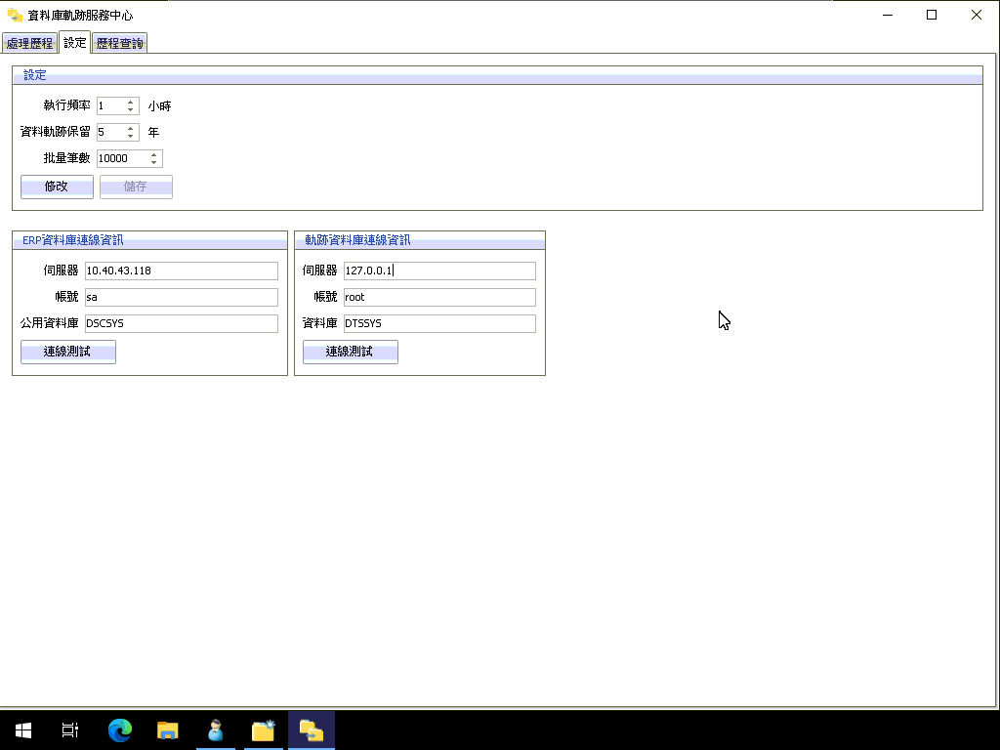 資料庫軌跡服務中心
處理歷程 設定 歷程查詢
設定
執行頻率 1 小時
資料軌跡保留 5 年
批量筆數 10000
修改 儲存
ERP資料庫連線資訊
伺服器 10.40.43.118
帳號 sa
公用資料庫 DSCSYS
連線測試
軌跡資料庫連線資訊
伺服器 127.0.0.1
帳號 root
資料庫 DTSSYS
連線測試